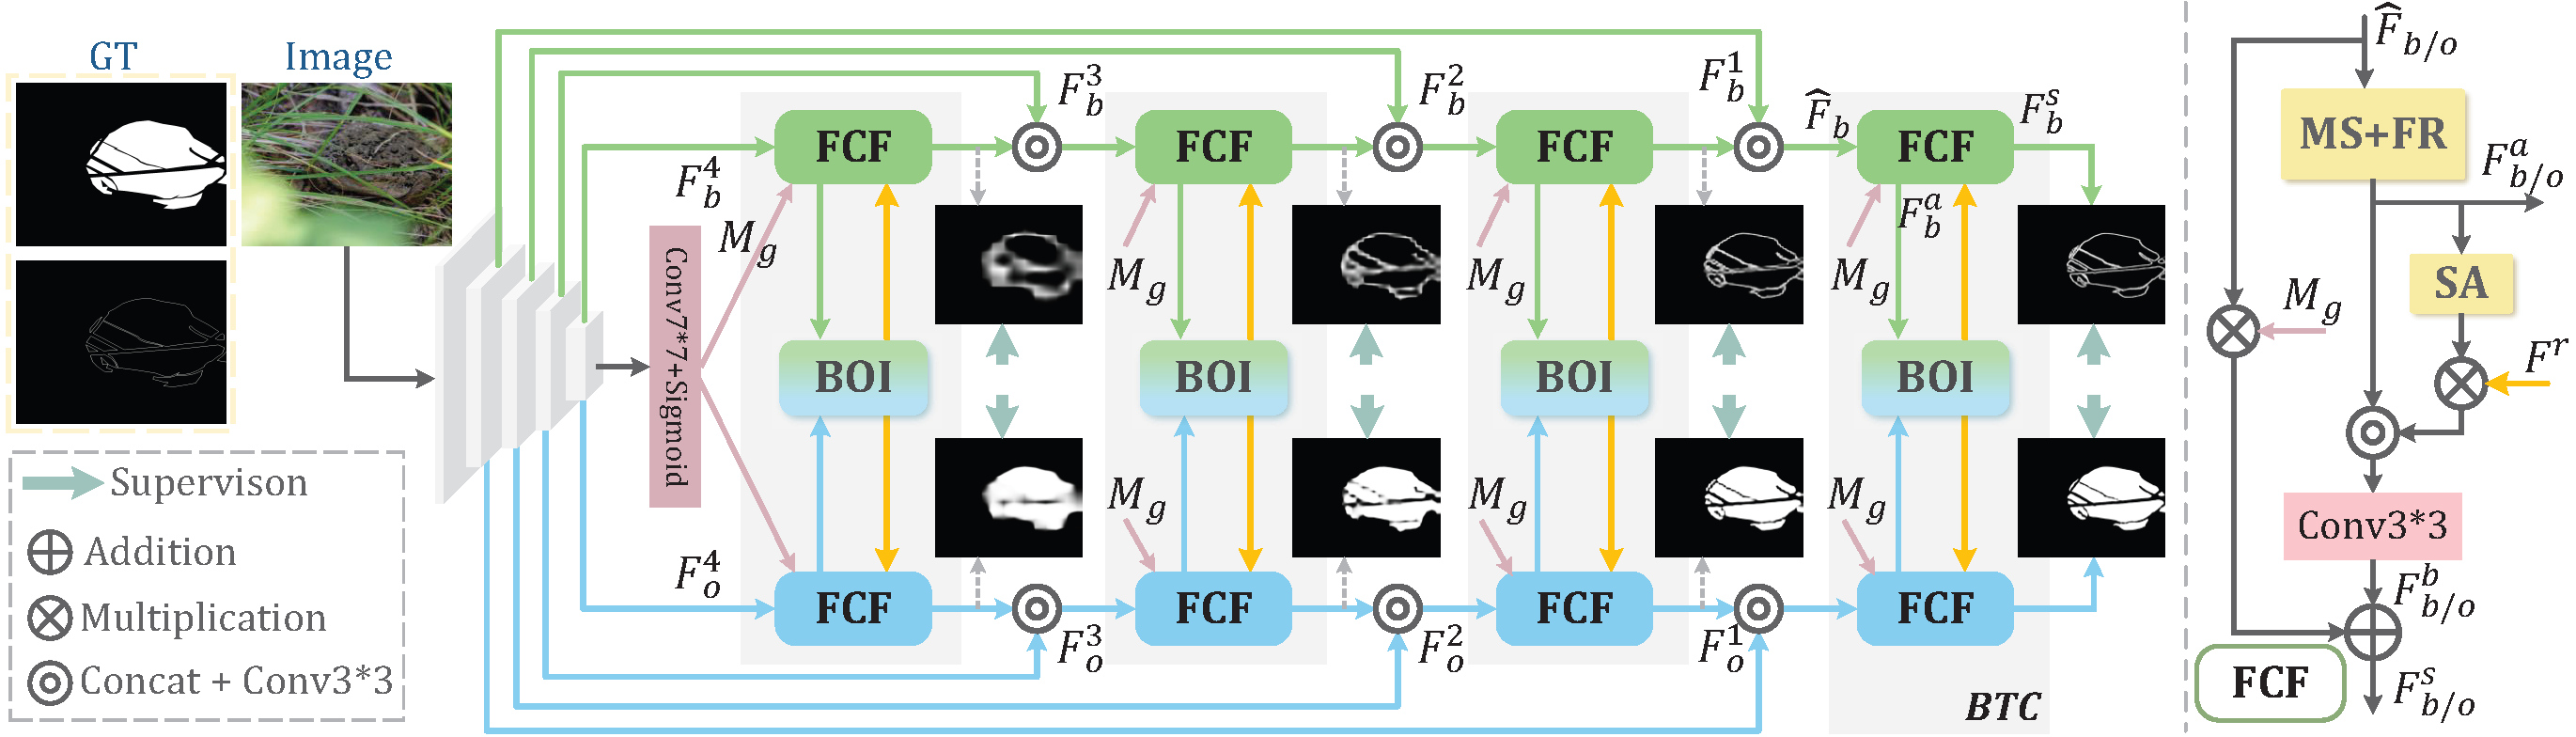 GT
Image
Supervison
Addition
Multiplication
Concat + Conv3*3
Conv7*7+Sigmoid
F_b^4
M_g
F_o^4
FCF
BOI
FCF
F_b^3
F_o^3
FCF
M_g
BOI
M_g
FCF
F_b^2
F_o^2
FCF
M_g
BOI
M_g
FCF
F_b^1
F_o^1
F̂_b
FCF
F_b^s
F_b^a
M_g
BOI
M_g
FCF
BTC
F̂_{b/o}
MS+FR
F_{b/o}^a
SA
M_g
F^r
Conv3*3
F_{b/o}^b
FCF
F_{b/o}^s